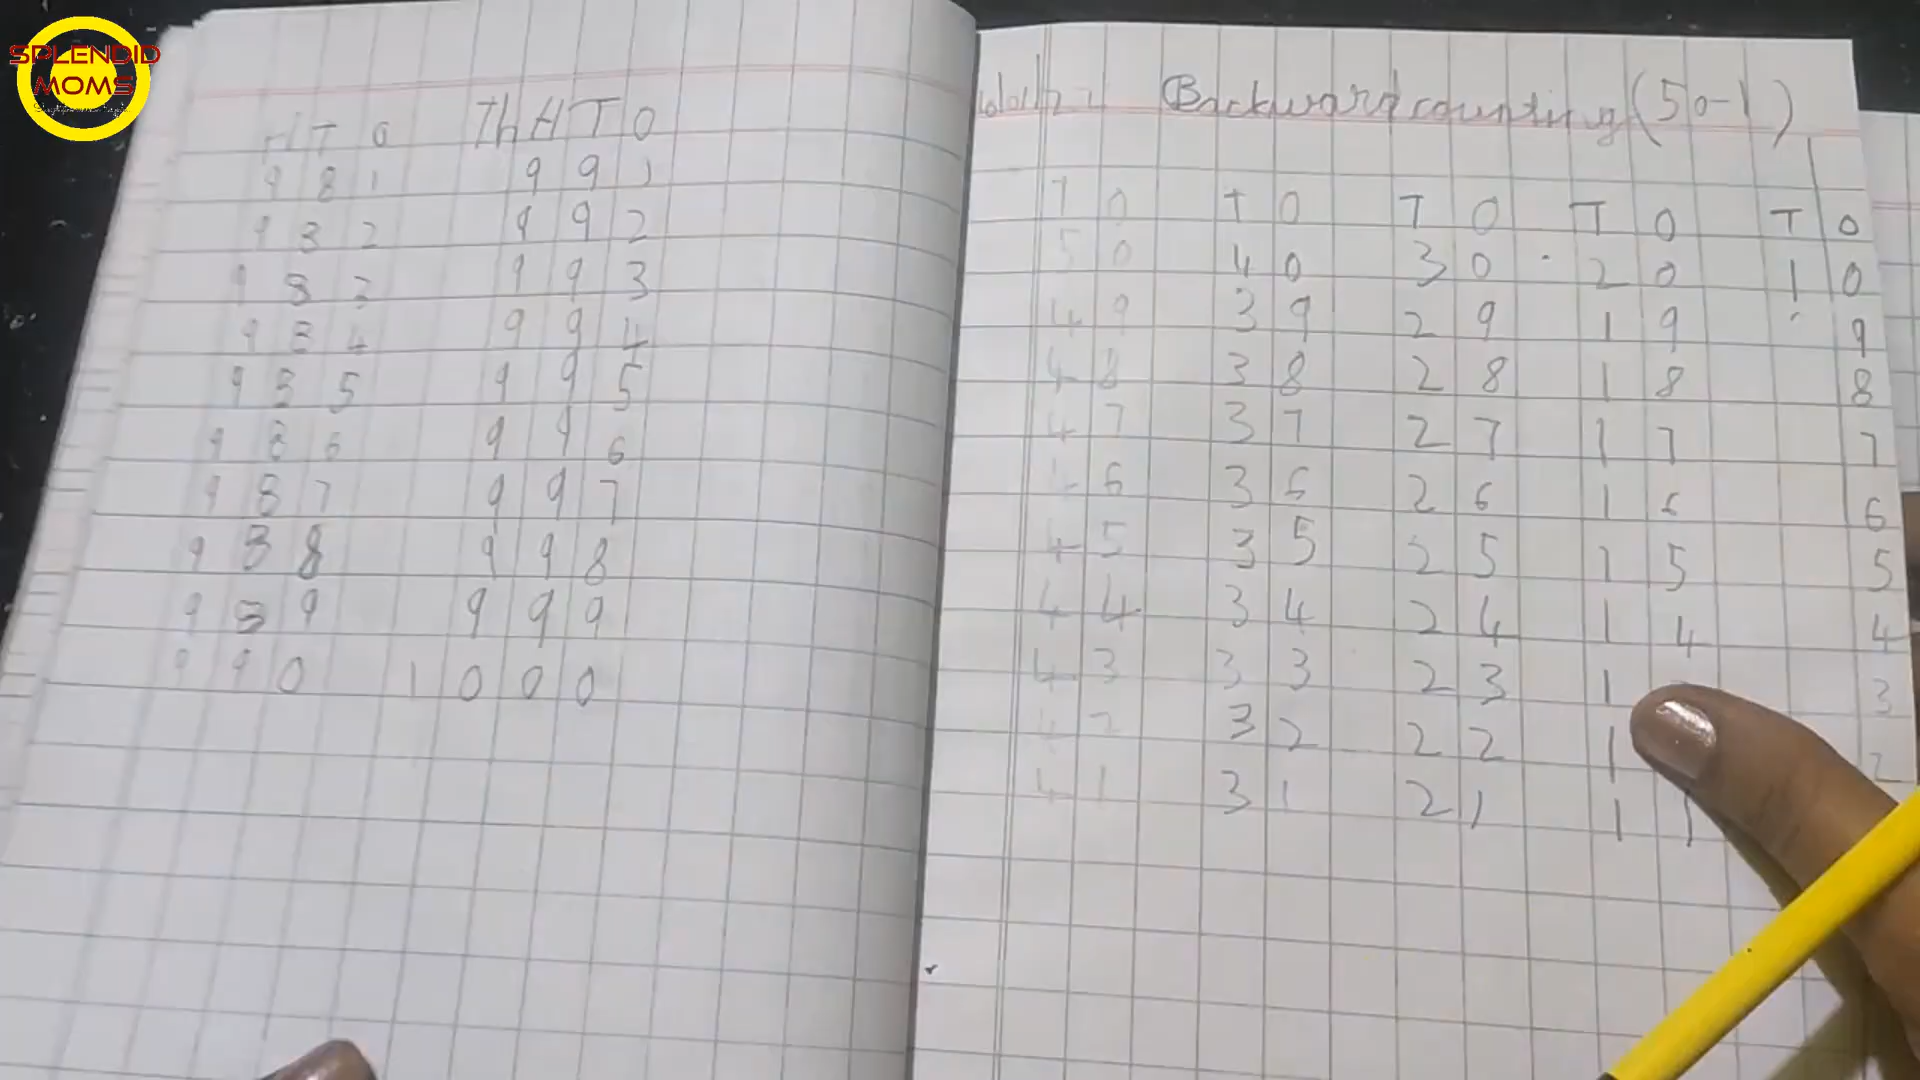 SPLENDID
MOMS
H T O Th H T O
9 8 1 9 9 1
9 8 2 9 9 2
9 8 3 9 9 3
9 8 4 9 9 4
9 8 5 9 9 5
9 8 6 9 9 6
9 8 7 9 9 7
9 8 8 9 9 8
9 8 9 9 9 9
9 9 0 1 0 0 0
Backward counting (50-1)
T O T O T O T O T O
5 0 4 0 3 0 2 0 1 0
4 9 3 9 2 9 1 9 9
4 8 3 8 2 8 1 8 8
4 7 3 7 2 7 1 7 7
4 6 3 6 2 6 1 6 6
4 5 3 5 2 5 1 5 5
4 4 3 4 2 4 1 4 4
4 3 3 3 2 3 1 3
4 2 3 2 2 2 1 2
4 1 3 1 2 1 1 1